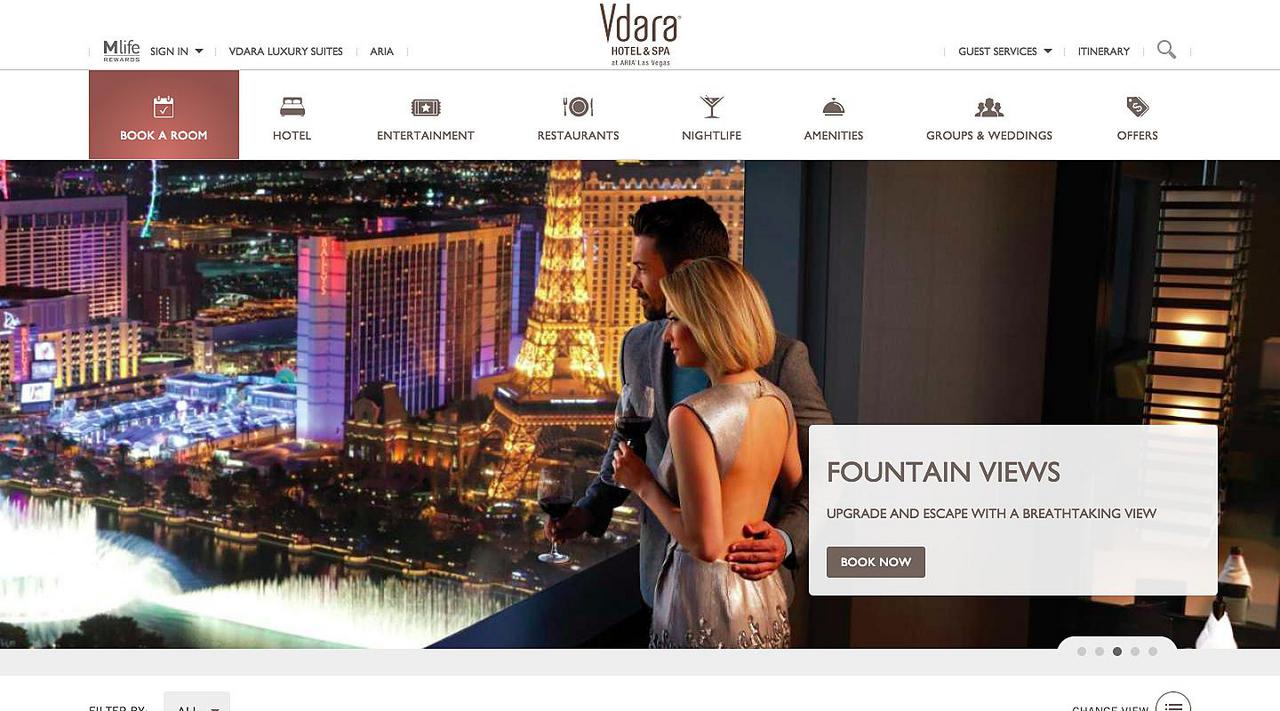 Vdara®
HOTEL & SPA
at ARIA® Las Vegas
Mlife
REWARDS
SIGN IN
VDARA LUXURY SUITES
ARIA
GUEST SERVICES
ITINERARY
BOOK A ROOM
HOTEL
ENTERTAINMENT
RESTAURANTS
NIGHTLIFE
AMENITIES
GROUPS & WEDDINGS
OFFERS
BALLY'S
FOUNTAIN VIEWS
UPGRADE AND ESCAPE WITH A BREATHTAKING VIEW
BOOK NOW
FILTER BY:
ALL
CHANGE VIEW